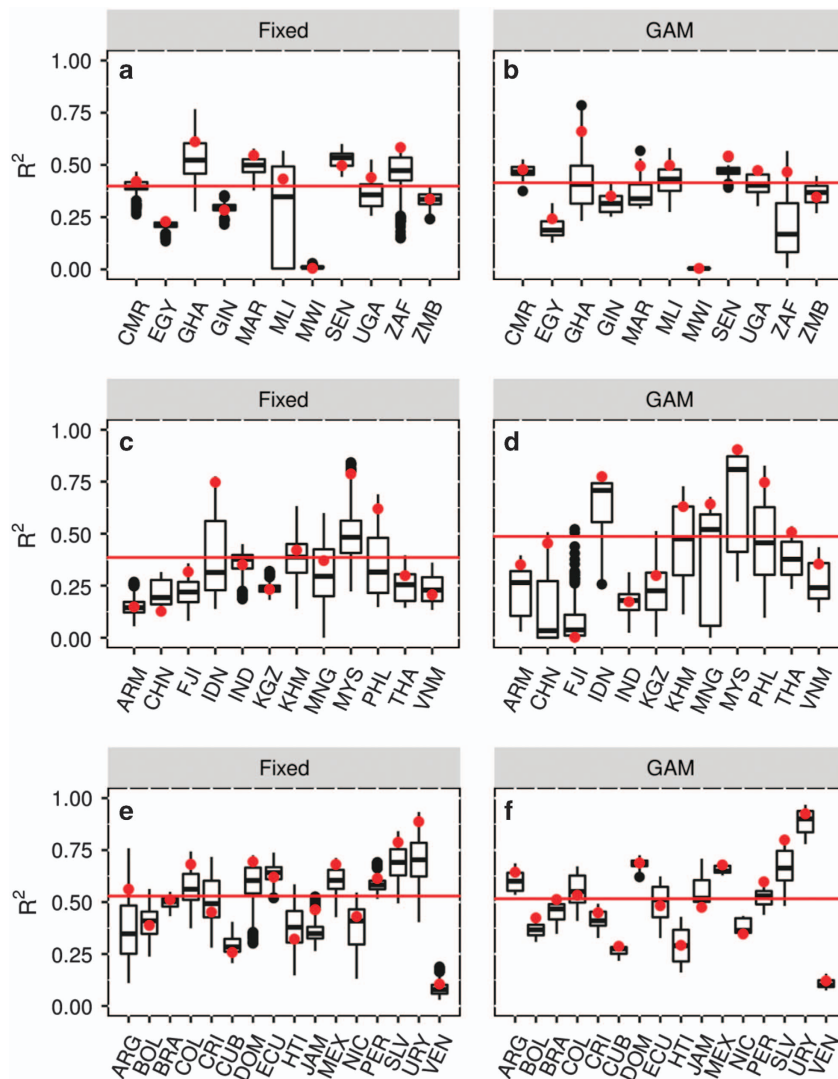 Fixed GAM
a b
1.00
0.75
0.50
0.25
0.00
R²
CMR EGY GHA GIN MAR MLI MWI SEN UGA ZAF ZMB CMR EGY GHA GIN MAR MLI MWI SEN UGA ZAF ZMB
Fixed GAM
c d
1.00
0.75
0.50
0.25
0.00
R²
ARM CHN FJI IDN IND KGZ KHM MNG MYS PHL THA VNM ARM CHN FJI IDN IND KGZ KHM MNG MYS PHL THA VNM
Fixed GAM
e f
1.00
0.75
0.50
0.25
0.00
R²
ARG BOL BRA COL CRI CUB DOM ECU HTI JAM MEX NIC PER SLV URY VEN ARG BOL BRA COL CRI CUB DOM ECU HTI JAM MEX NIC PER SLV URY VEN